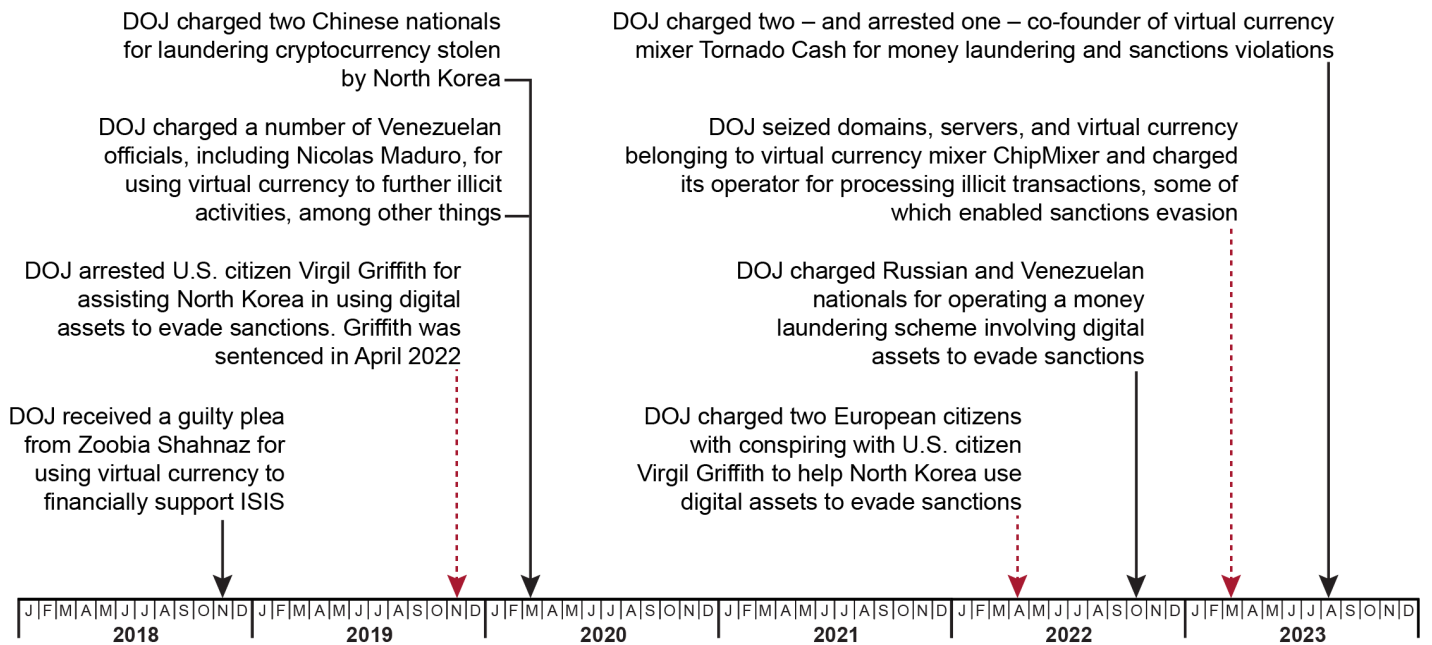 DOJ charged two Chinese nationals
for laundering cryptocurrency stolen
by North Korea
DOJ charged a number of Venezuelan
officials, including Nicolas Maduro, for
using virtual currency to further illicit
activities, among other things
DOJ arrested U.S. citizen Virgil Griffith for
assisting North Korea in using digital
assets to evade sanctions. Griffith was
sentenced in April 2022
DOJ received a guilty plea
from Zoobia Shahnaz for
using virtual currency to
financially support ISIS
DOJ charged two – and arrested one – co-founder of virtual currency
mixer Tornado Cash for money laundering and sanctions violations
DOJ seized domains, servers, and virtual currency
belonging to virtual currency mixer ChipMixer and charged
its operator for processing illicit transactions, some of
which enabled sanctions evasion
DOJ charged Russian and Venezuelan
nationals for operating a money
laundering scheme involving digital
assets to evade sanctions
DOJ charged two European citizens
with conspiring with U.S. citizen
Virgil Griffith to help North Korea use
digital assets to evade sanctions
J F M A M J J A S O N D J F M A M J J A S O N D J F M A M J J A S O N D J F M A M J J A S O N D J F M A M J J A S O N D J F M A M J J A S O N D
2018 2019 2020 2021 2022 2023